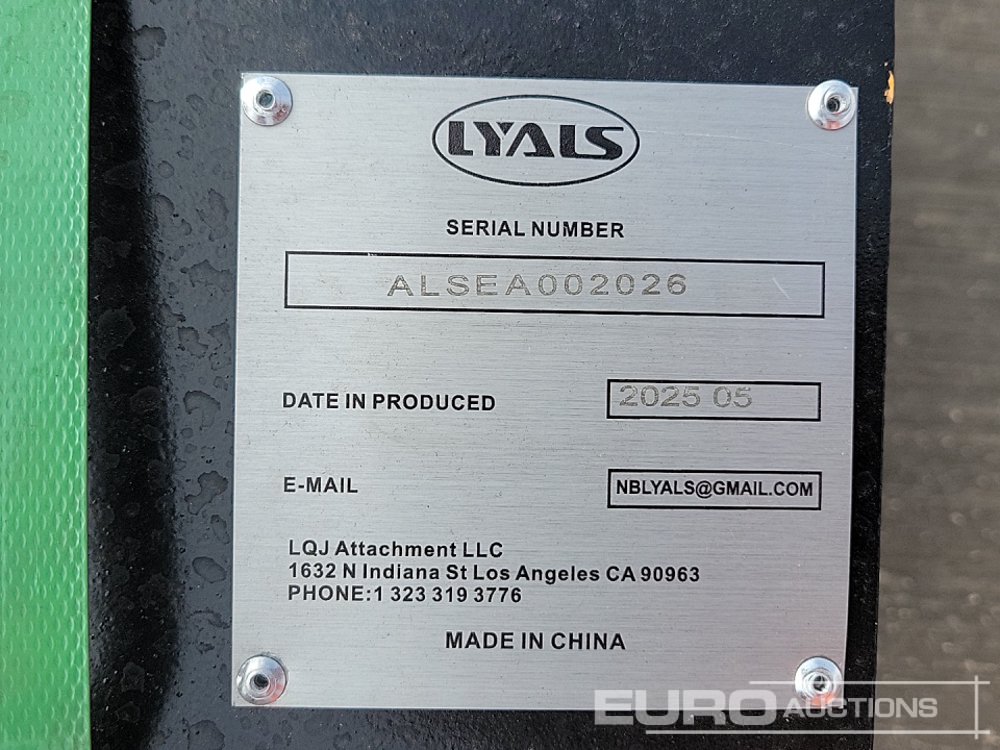 LYALS
SERIAL NUMBER
ALSEA002026
DATE IN PRODUCED 2025 05
E-MAIL NBLYALS@GMAIL.COM
LQJ Attachment LLC
1632 N Indiana St Los Angeles CA 90963
PHONE:1 323 319 3776
MADE IN CHINA
EURO AUCTIONS